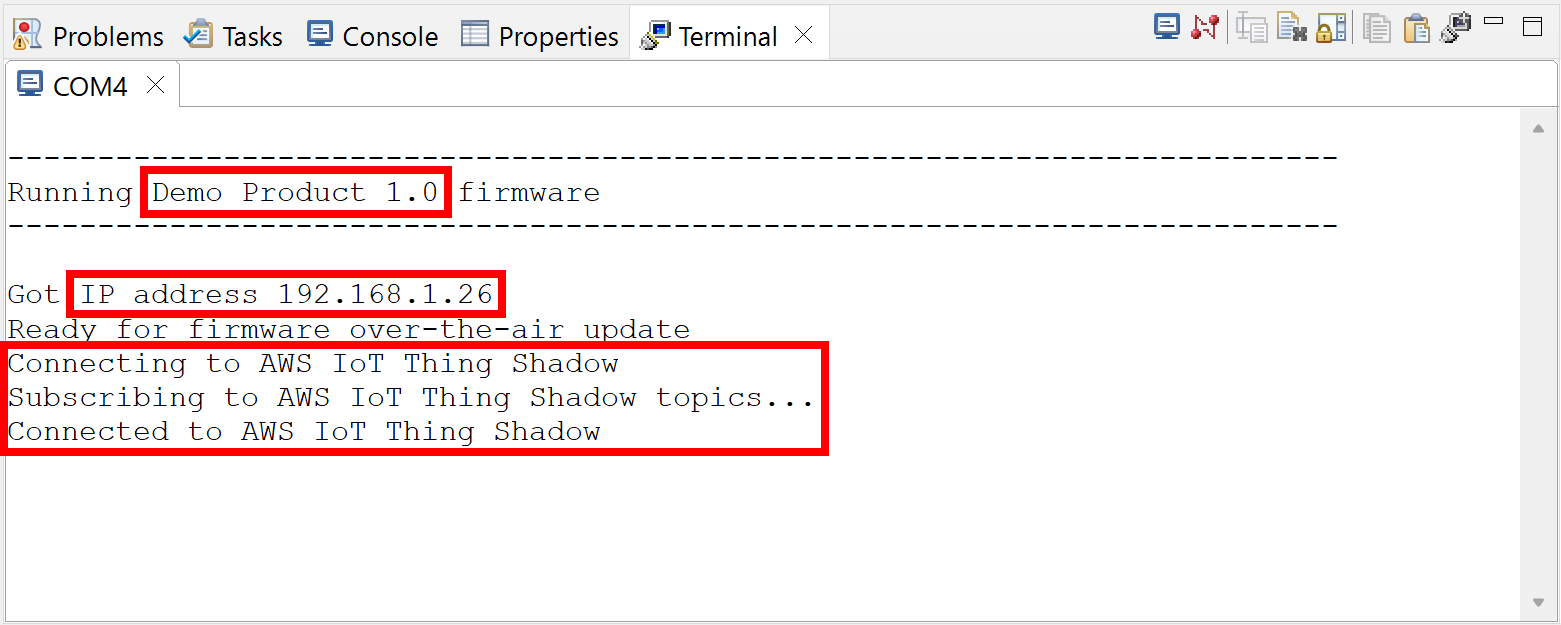 Problems Tasks Console Properties Terminal
COM4
--------------------------------------------------------------------------
Running Demo Product 1.0 firmware
--------------------------------------------------------------------------
Got IP address 192.168.1.26
Ready for firmware over-the-air update
Connecting to AWS IoT Thing Shadow
Subscribing to AWS IoT Thing Shadow topics...
Connected to AWS IoT Thing Shadow